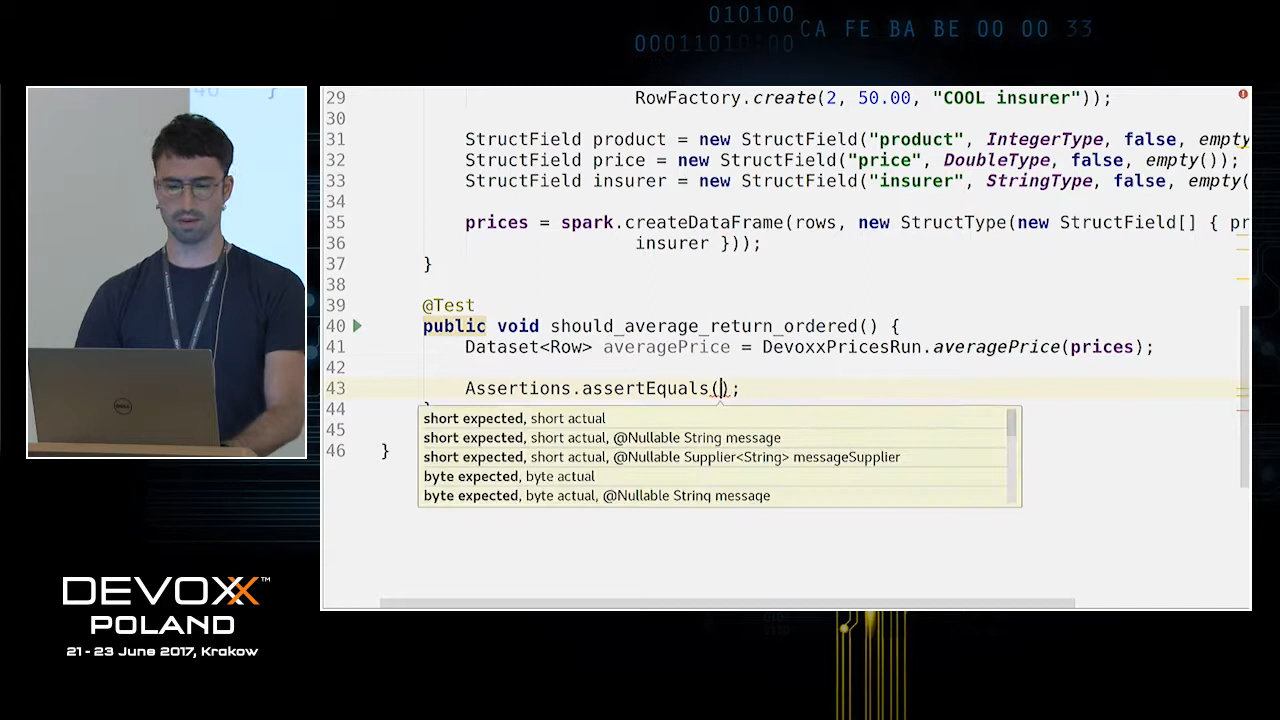 010100
00011010:00
CA FE BA BE 00 00 33
29 RowFactory.create(2, 50.00, "COOL insurer"));
30
31 StructField product = new StructField("product", IntegerType, false, empty
32 StructField price = new StructField("price", DoubleType, false, empty());
33 StructField insurer = new StructField("insurer", StringType, false, empty(
34
35 prices = spark.createDataFrame(rows, new StructType(new StructField[] { pr
36 insurer }));
37 }
38
39 @Test
40 public void should_average_return_ordered() {
41 Dataset<Row> averagePrice = DevoxxPricesRun.averagePrice(prices);
42
43 Assertions.assertEquals();
44
short expected, short actual
short expected, short actual, @Nullable String message
45
short expected, short actual, @Nullable Supplier<String> messageSupplier
46 }
byte expected, byte actual
byte expected, byte actual, @Nullable String message
DELL
DEVOXX™
POLAND
21 - 23 June 2017, Krakow